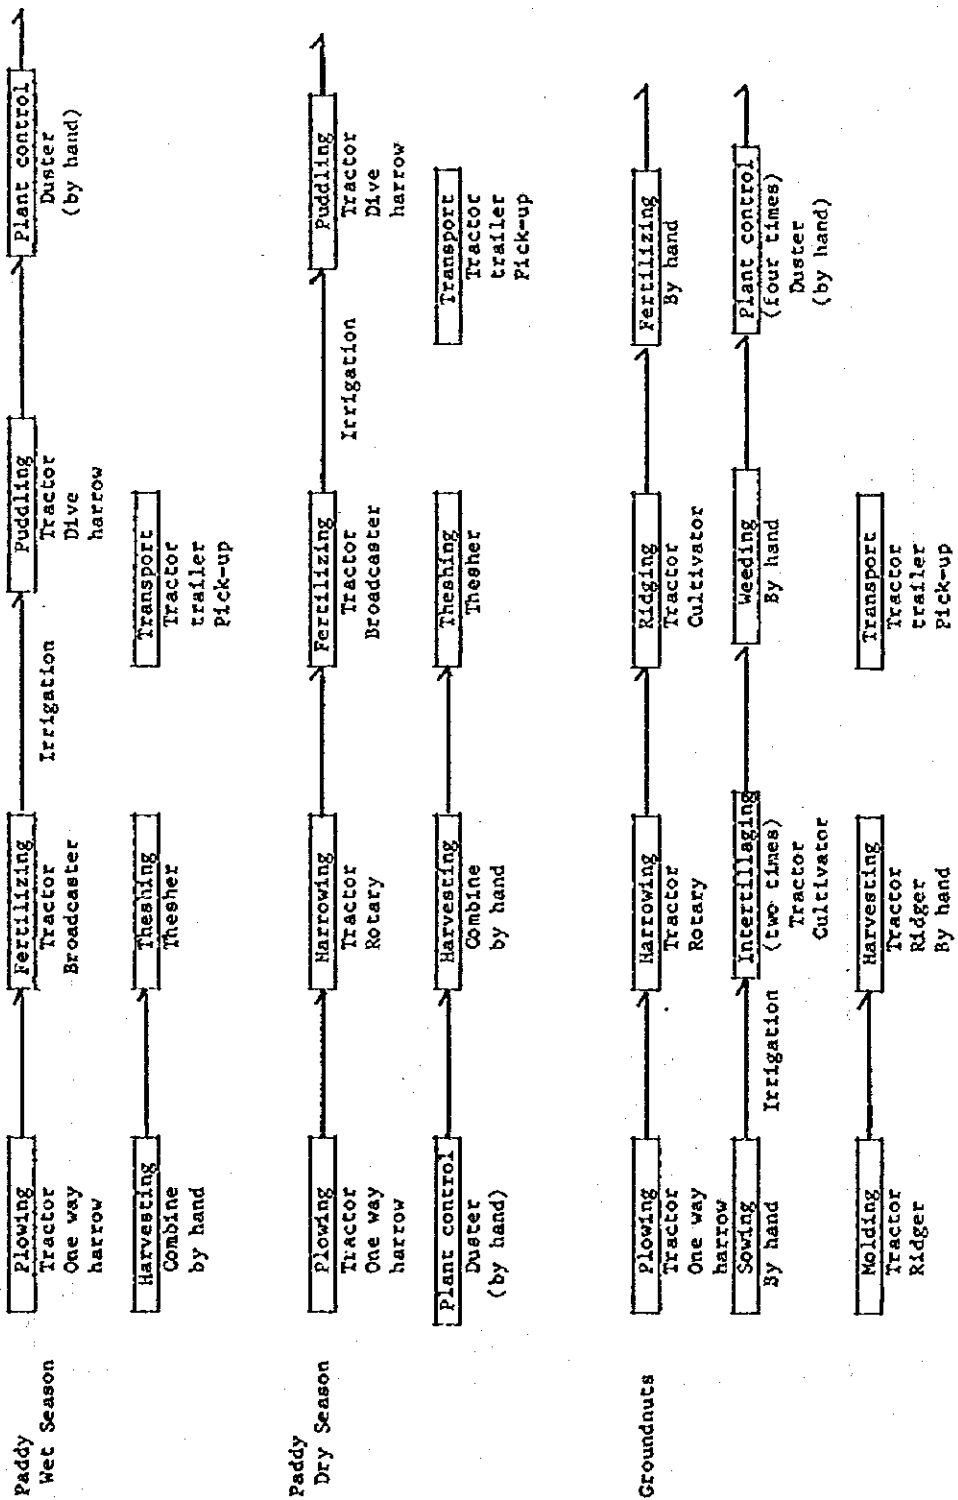 Paddy
Wet Season
Plowing
Tractor
One way
harrow
Fertilizing
Tractor
Broadcaster
Irrigation
Puddling
Tractor
Dive
harrow
Plant control
Duster
(by hand)
Harvesting
Combine
by hand
Theshing
Thesher
Transport
Tractor
trailer
Pick-up
Paddy
Dry Season
Plowing
Tractor
One way
harrow
Harrowing
Tractor
Rotary
Fertilizing
Tractor
Broadcaster
Irrigation
Puddling
Tractor
Dive
harrow
Plant control
Duster
(by hand)
Harvesting
Combine
by hand
Theshing
Thesher
Transport
Tractor
trailer
Pick-up
Groundnuts
Plowing
Tractor
One way
harrow
Harrowing
Tractor
Rotary
Ridging
Tractor
Cultivator
Fertilizing
By hand
Sowing
By hand
Irrigation
Intertillaging
(two times)
Tractor
Cultivator
Weeding
By hand
Plant control
(four times)
Duster
(by hand)
Molding
Tractor
Ridger
Harvesting
Tractor
Ridger
By hand
Transport
Tractor
trailer
Pick-up